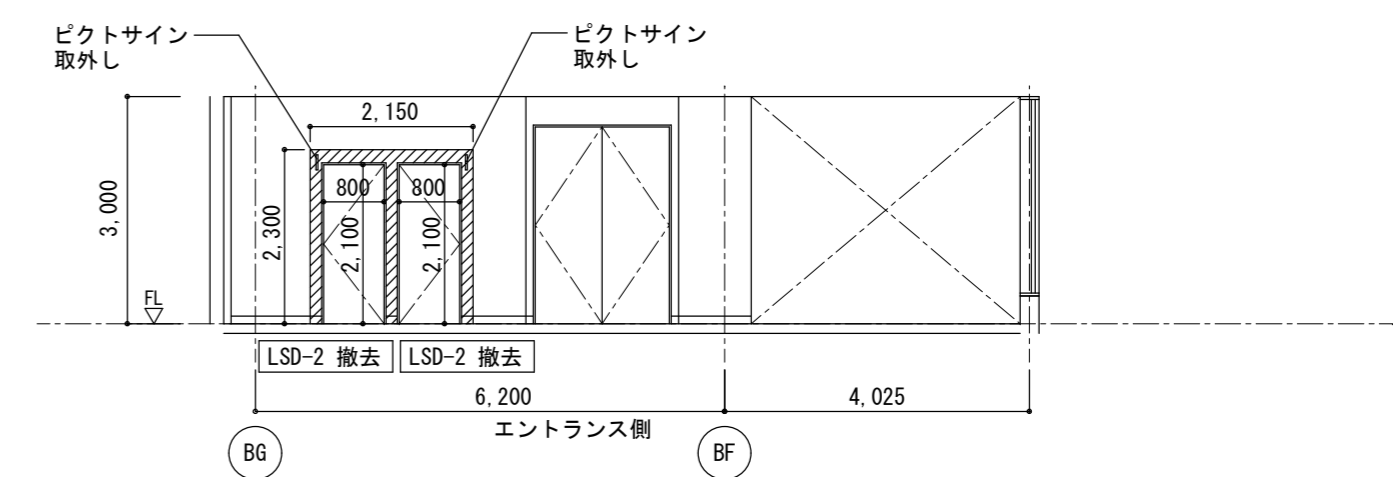 ピクトサイン
取外し
ピクトサイン
取外し
2,150
3,000
2,300
800
800
2,100
2,100
FL
LSD-2 撤去
LSD-2 撤去
6,200
4,025
エントランス側
BG
BF